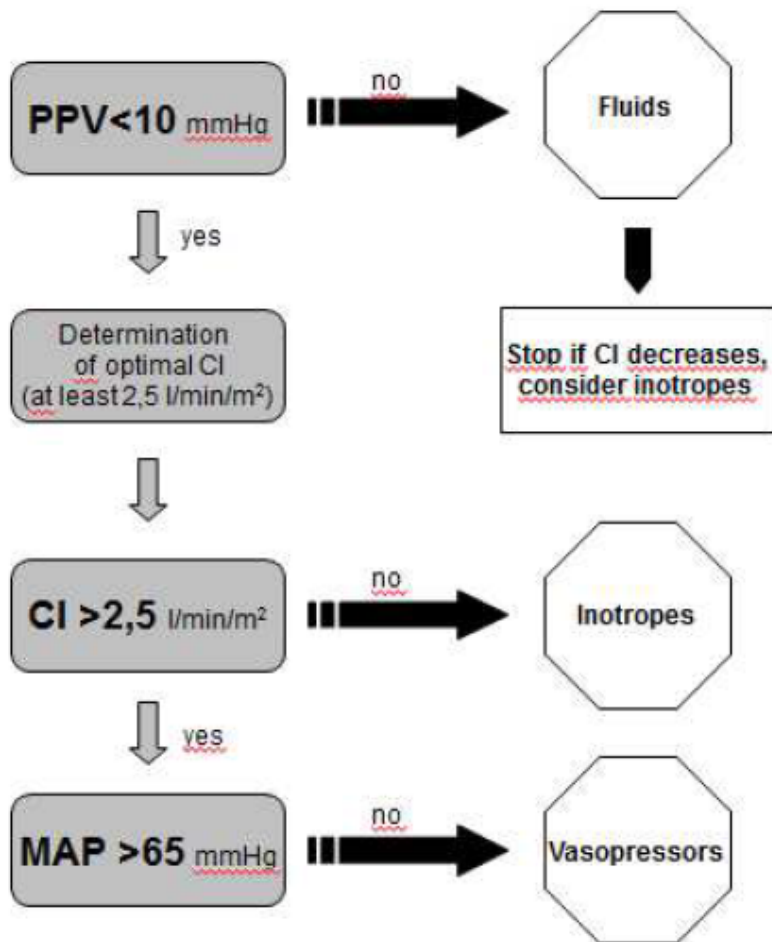 PPV<10 mmHg
no
Fluids
yes
Determination
of optimal CI
(at least 2,5 l/min/m²)
Stop if CI decreases,
consider inotropes
CI >2,5 l/min/m²
no
Inotropes
yes
MAP >65 mmHg
no
Vasopressors